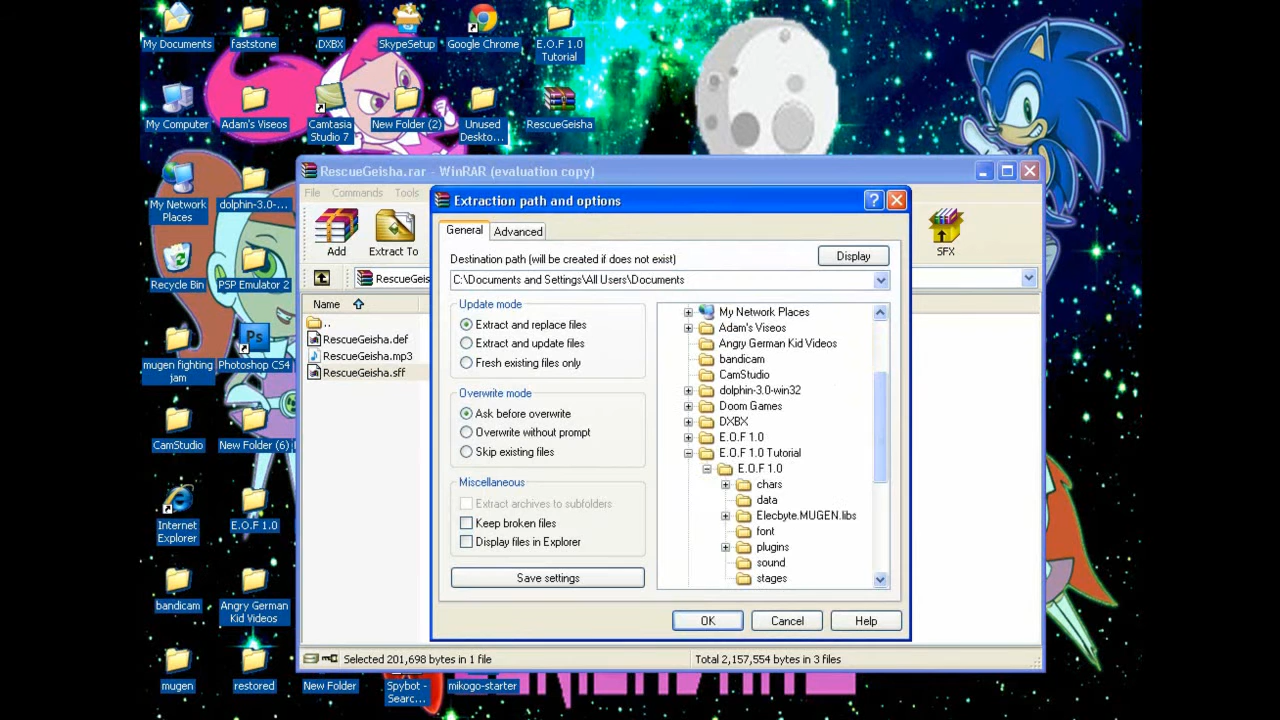 My Documents
faststone
DXBX
SkypeSetup
Google Chrome
E.O.F 1.0
Tutorial
My Computer
Adam's Viseos
Camtasia
Studio 7
New Folder (2)
Unused
Deskto...
RescueGeisha
My Network
Places
dolphin-3.0-...
Recycle Bin
PSP Emulator 2
mugen fighting
jam
Ps
Photoshop CS4
CamStudio
New Folder (6)
Internet
Explorer
E.O.F 1.0
bandicam
Angry German
Kid Videos
mugen
restored
New Folder
Spybot -
Searc...
mikogo-starter
RescueGeisha.rar - WinRAR (evaluation copy)
File Commands Tools
Add
Extract To
SFX
RescueGeis
Name
..
RescueGeisha.def
RescueGeisha.mp3
RescueGeisha.sff
Selected 201,698 bytes in 1 file
Total 2,157,554 bytes in 3 files
Extraction path and options
General
Advanced
Destination path (will be created if does not exist)
Display
C:\Documents and Settings\All Users\Documents
Update mode
Extract and replace files
Extract and update files
Fresh existing files only
Overwrite mode
Ask before overwrite
Overwrite without prompt
Skip existing files
Miscellaneous
Extract archives to subfolders
Keep broken files
Display files in Explorer
Save settings
My Network Places
Adam's Viseos
Angry German Kid Videos
bandicam
CamStudio
dolphin-3.0-win32
Doom Games
DXBX
E.O.F 1.0
E.O.F 1.0 Tutorial
E.O.F 1.0
chars
data
Elecbyte.MUGEN.libs
font
plugins
sound
stages
OK
Cancel
Help